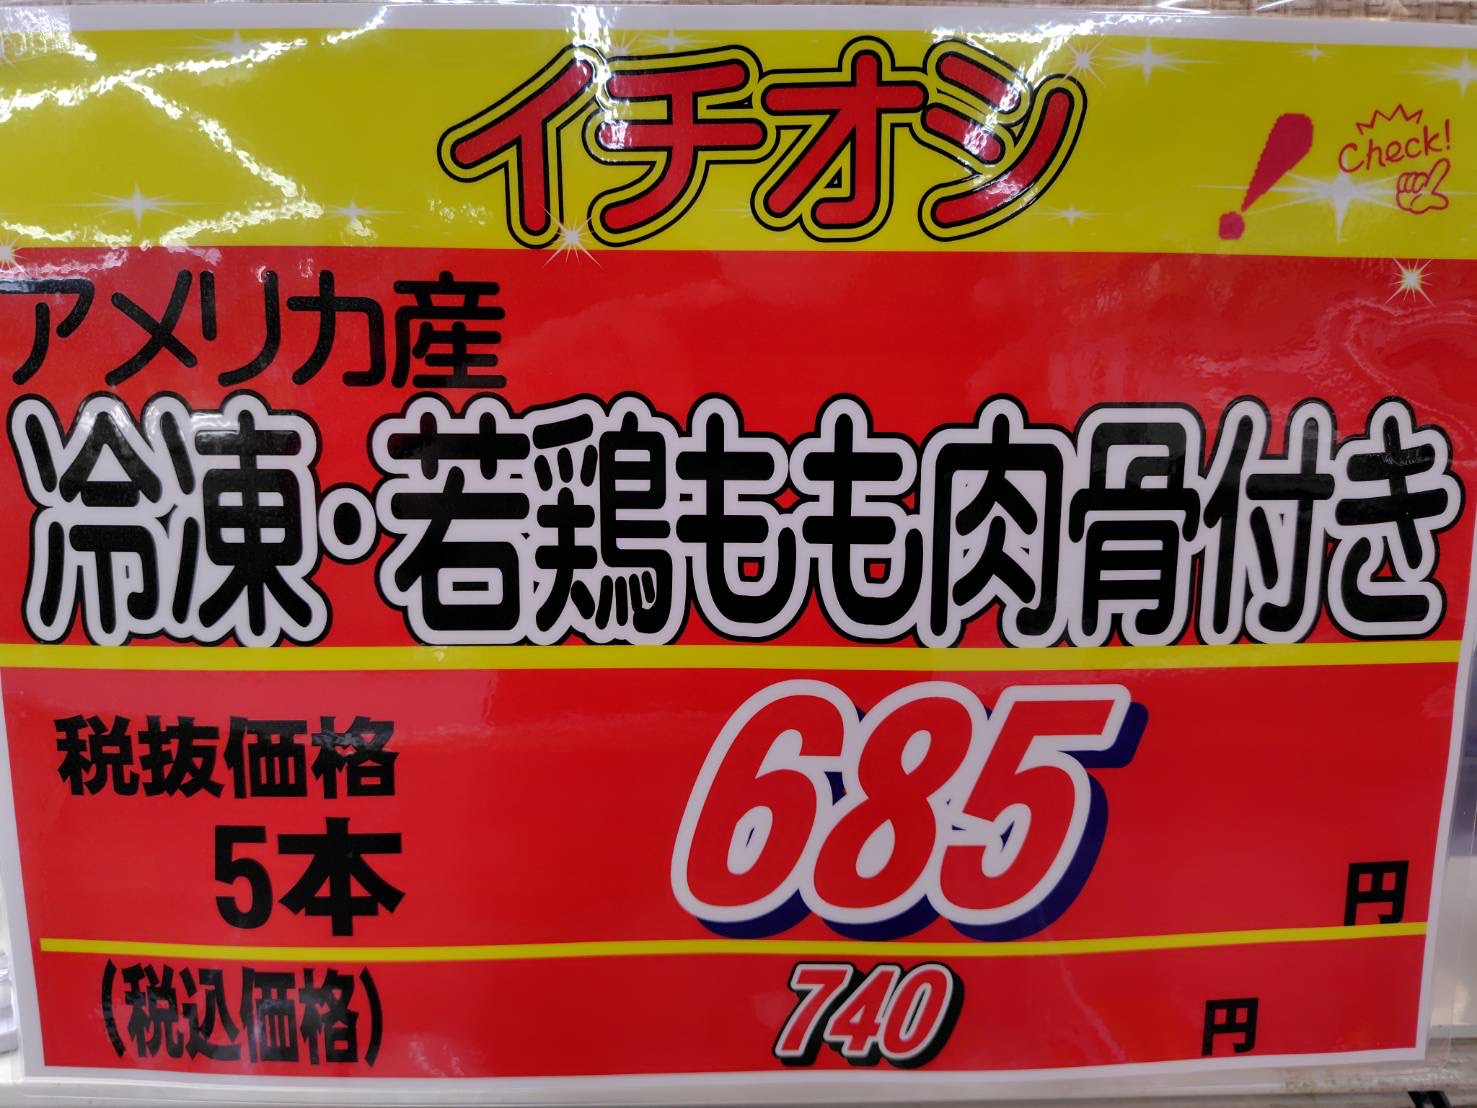 イチオシ
Check!
アメリカ産
冷凍・若鶏もも肉骨付き
税抜価格
5本 685 円
(税込価格) 740 円